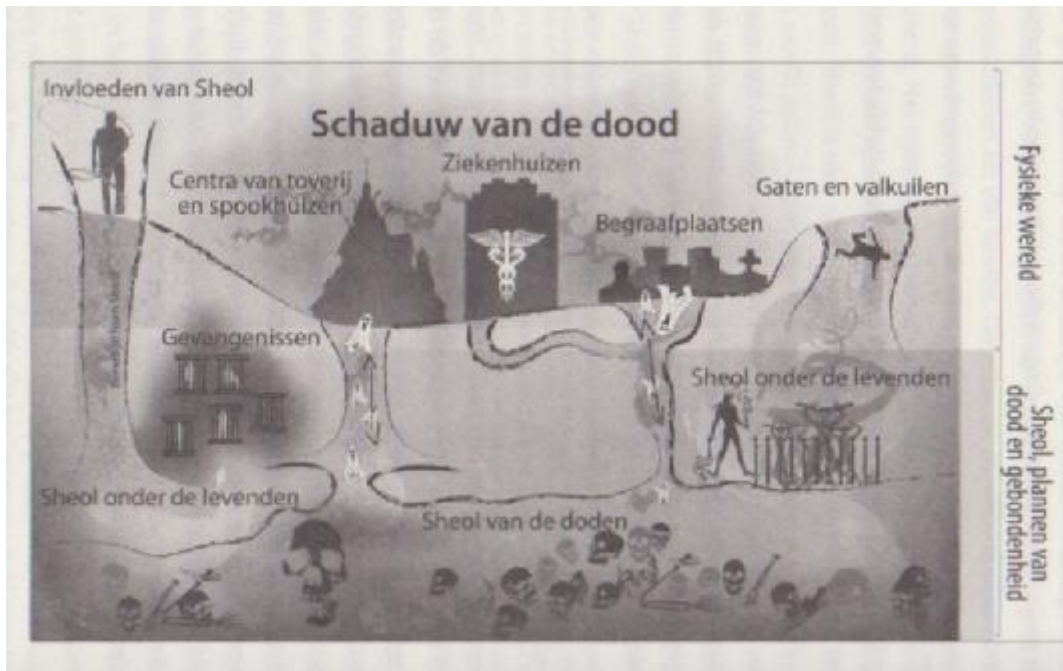 Invloeden van Sheol
Schaduw van de dood
Centra van toverij
en spookhuizen
Ziekenhuizen
Begraafplaatsen
Gaten en valkuilen
Gevangenissen
Sheol onder de levenden
Sheol onder de levenden
Sheol van de doden
Fysieke wereld
Sheol, plannen van
dood en gebondenheid